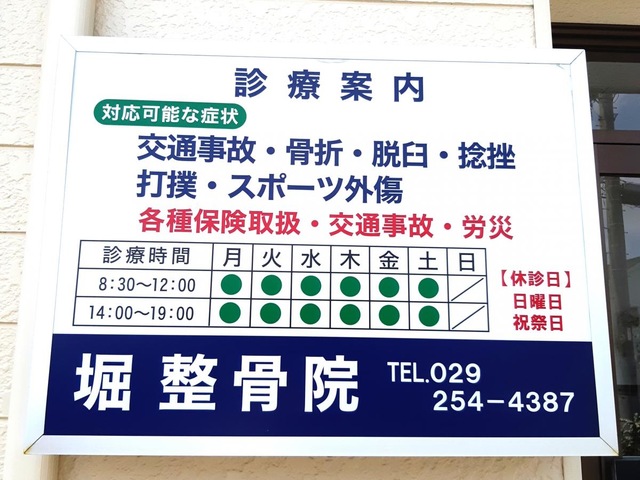 診療案内
対応可能な症状
交通事故・骨折・脱臼・捻挫
打撲・スポーツ外傷
各種保険取扱・交通事故・労災
診療時間 月 火 水 木 金 土 日
8:30〜12:00 ● ● ● ● ● ● ／
14:00〜19:00 ● ● ● ● ● ● ／
【休診日】
日曜日
祝祭日
堀整骨院
TEL.029
254-4387